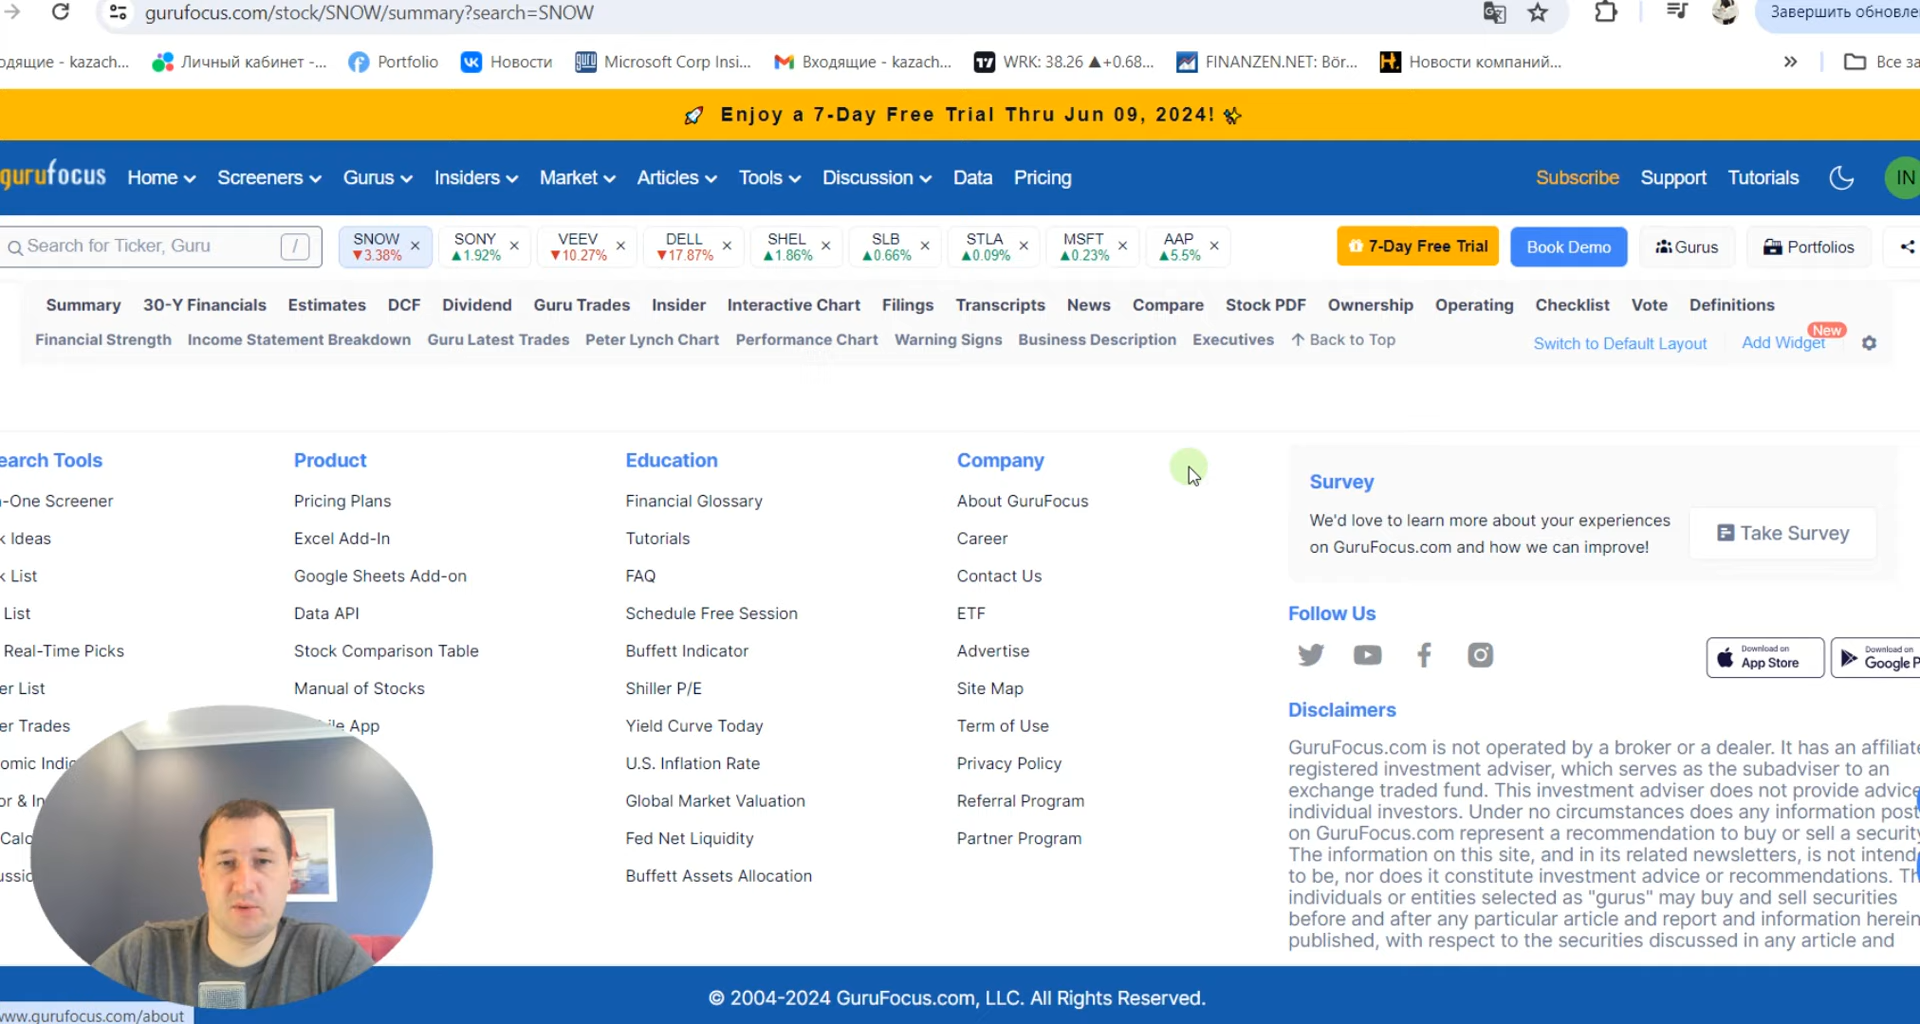 gurufocus.com/stock/SNOW/summary?search=SNOW
Завершить обновле
одящие - kazach...
Личный кабинет -...
Portfolio
Новости
Microsoft Corp Insi...
Входящие - kazach...
WRK: 38.26 ▲+0.68...
FINANZEN.NET: Bör...
Новости компаний...
»
Все за
🚀 Enjoy a 7-Day Free Trial Thru Jun 09, 2024! ✨
gurufocus
Home
Screeners
Gurus
Insiders
Market
Articles
Tools
Discussion
Data
Pricing
Subscribe
Support
Tutorials
IN
Search for Ticker, Guru
/
SNOW
▼3.38%
SONY
▲1.92%
VEEV
▼10.27%
DELL
▼17.87%
SHEL
▲1.86%
SLB
▲0.66%
STLA
▲0.09%
MSFT
▲0.23%
AAP
▲5.5%
7-Day Free Trial
Book Demo
Gurus
Portfolios
Summary
30-Y Financials
Estimates
DCF
Dividend
Guru Trades
Insider
Interactive Chart
Filings
Transcripts
News
Compare
Stock PDF
Ownership
Operating
Checklist
Vote
Definitions
Financial Strength
Income Statement Breakdown
Guru Latest Trades
Peter Lynch Chart
Performance Chart
Warning Signs
Business Description
Executives
↑ Back to Top
Switch to Default Layout
Add Widget
New
earch Tools
-One Screener
k Ideas
k List
List
Real-Time Picks
er List
er Trades
omic Indic
or & In
Calc
ussio
Product
Pricing Plans
Excel Add-In
Google Sheets Add-on
Data API
Stock Comparison Table
Manual of Stocks
ile App
Education
Financial Glossary
Tutorials
FAQ
Schedule Free Session
Buffett Indicator
Shiller P/E
Yield Curve Today
U.S. Inflation Rate
Global Market Valuation
Fed Net Liquidity
Buffett Assets Allocation
Company
About GuruFocus
Career
Contact Us
ETF
Advertise
Site Map
Term of Use
Privacy Policy
Referral Program
Partner Program
Survey
We'd love to learn more about your experiences
on GuruFocus.com and how we can improve!
Take Survey
Follow Us
Download on
App Store
Download on
Google P
Disclaimers
GuruFocus.com is not operated by a broker or a dealer. It has an affiliate
registered investment adviser, which serves as the subadviser to an
exchange traded fund. This investment adviser does not provide advice
individual investors. Under no circumstances does any information post
on GuruFocus.com represent a recommendation to buy or sell a security
The information on this site, and in its related newsletters, is not intend
to be, nor does it constitute investment advice or recommendations. Th
individuals or entities selected as "gurus" may buy and sell securities
before and after any particular article and report and information herein
published, with respect to the securities discussed in any article and
© 2004-2024 GuruFocus.com, LLC. All Rights Reserved.
www.gurufocus.com/about